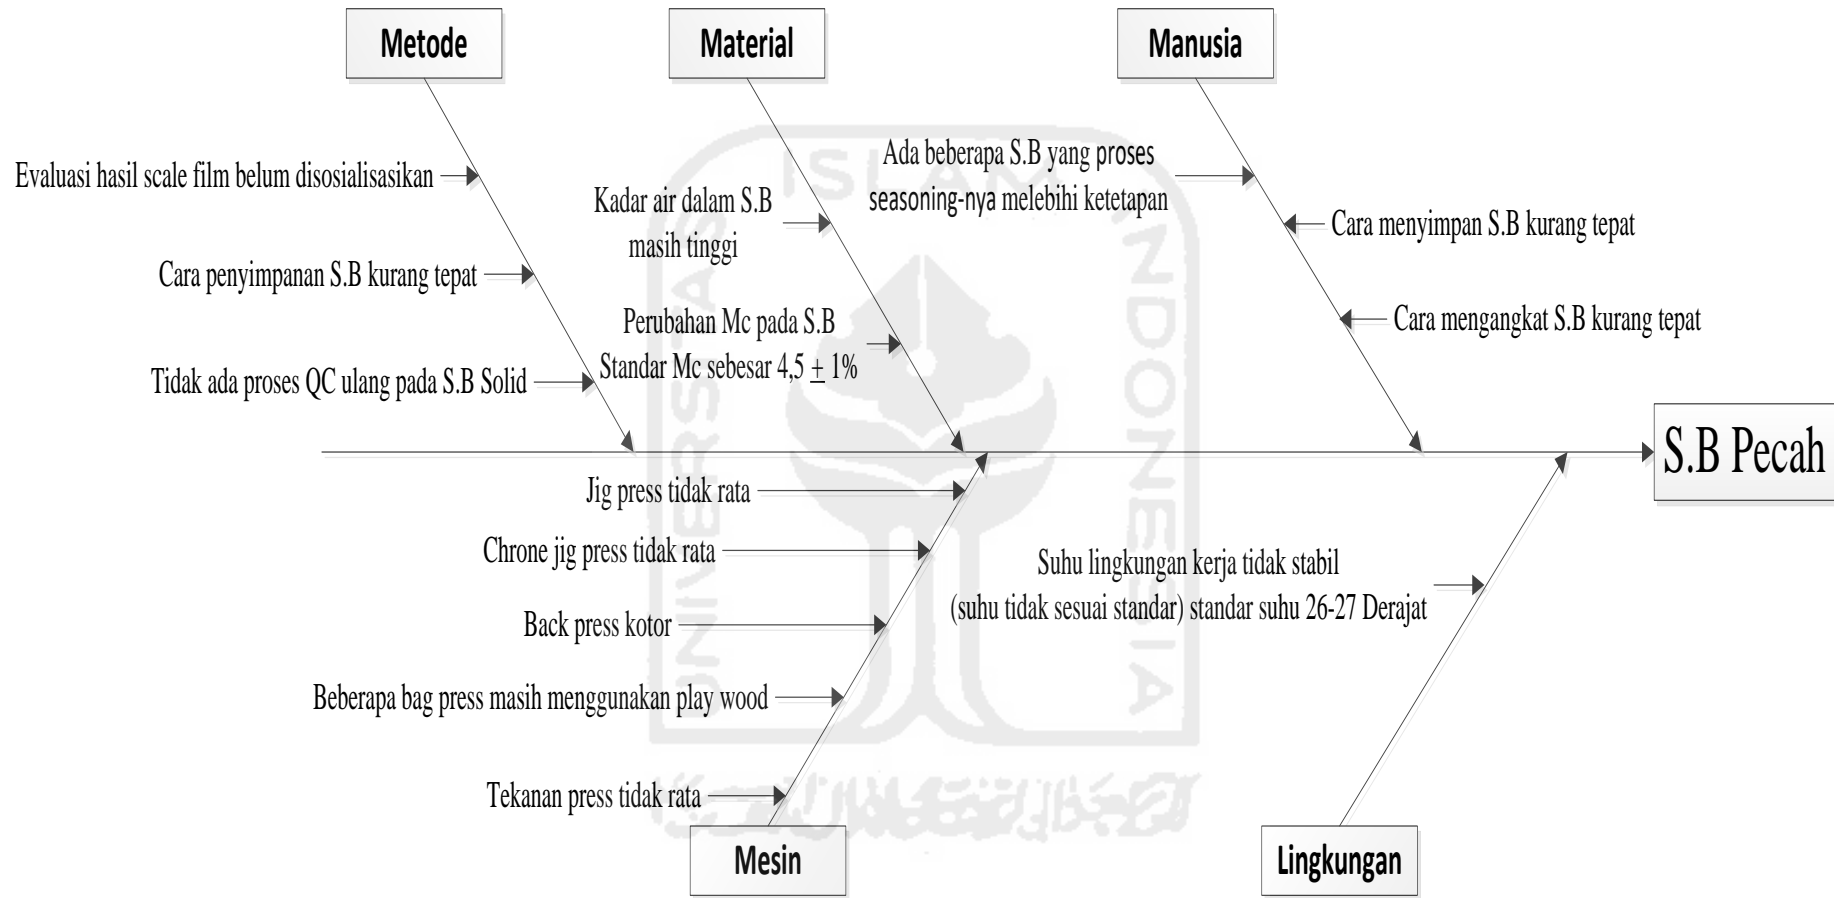 Metode
Material
Manusia
Evaluasi hasil scale film belum disosialisasikan
Cara penyimpanan S.B kurang tepat
Tidak ada proses QC ulang pada S.B Solid
Kadar air dalam S.B
masih tinggi
Perubahan Mc pada S.B
Standar Mc sebesar 4,5 ± 1%
Ada beberapa S.B yang proses
seasoning-nya melebihi ketetapan
Cara menyimpan S.B kurang tepat
Cara mengangkat S.B kurang tepat
S.B Pecah
Jig press tidak rata
Chrone jig press tidak rata
Back press kotor
Beberapa bag press masih menggunakan play wood
Tekanan press tidak rata
Suhu lingkungan kerja tidak stabil
(suhu tidak sesuai standar) standar suhu 26-27 Derajat
Mesin
Lingkungan
UNIVERSITAS
ISLAM
INDONESIA